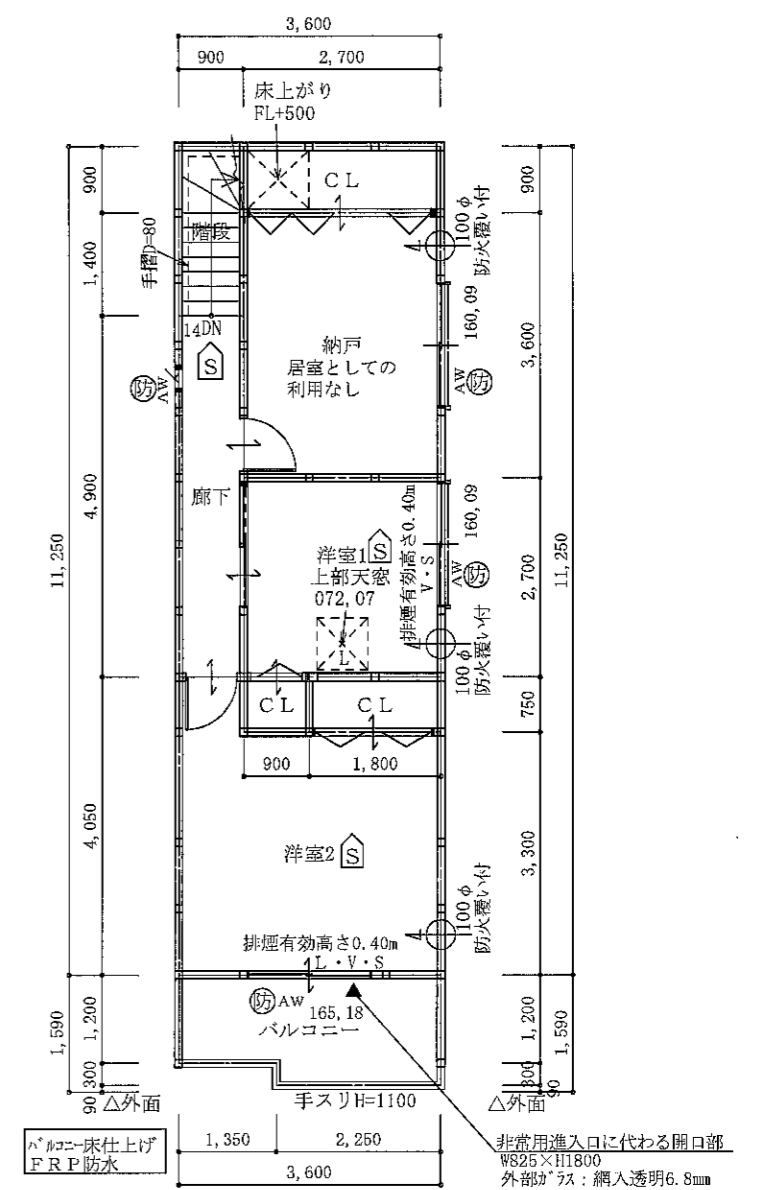 3,600
900
2,700
床上がり
FL+500
900
CL
900
100φ
防火覆い付
階段
手摺D=80
1,400
160,09
14DN
S
納戸
居室としての
利用なし
3,600
防
AW
AW
防
廊下
4,900
160,09
11,250
洋室1
S
上部天窓
072,07
L
排煙有効高さ0.40m
V・S
AW
防
2,700
11,250
100φ
防火覆い付
CL
CL
750
900
1,800
4,050
洋室2
S
3,300
100φ
防火覆い付
排煙有効高さ0.40m
L・V・S
防
AW
165,18
バルコニー
1,590
1,200
300
90
1,200
1,590
300
90
△外面
手スリH=1100
△外面
バルコニー床仕上げ
FRP防水
1,350
2,250
3,600
非常用進入口に代わる開口部
W825×H1800
外部ガラス：網入透明6.8mm